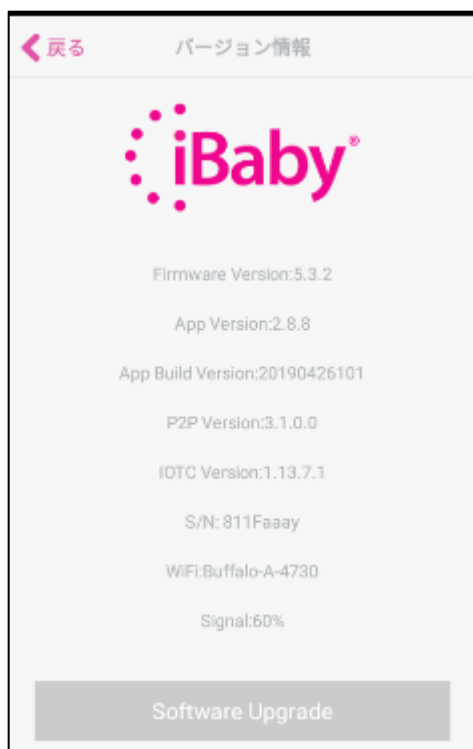 戻る バージョン情報
iBaby®
Firmware Version:5.3.2
App Version:2.8.8
App Build Version:20190426101
P2P Version:3.1.0.0
IOTC Version:1.13.7.1
S/N: 811Faaay
WiFi:Buffalo-A-4730
Signal:60%
Software Upgrade